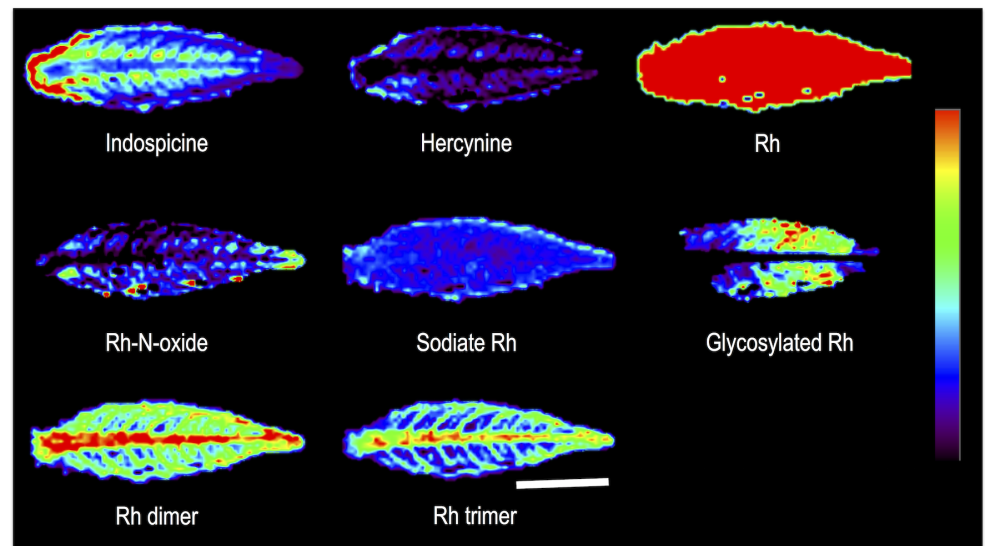 Indospicine
Hercynine
Rh
Rh-N-oxide
Sodiate Rh
Glycosylated Rh
Rh dimer
Rh trimer